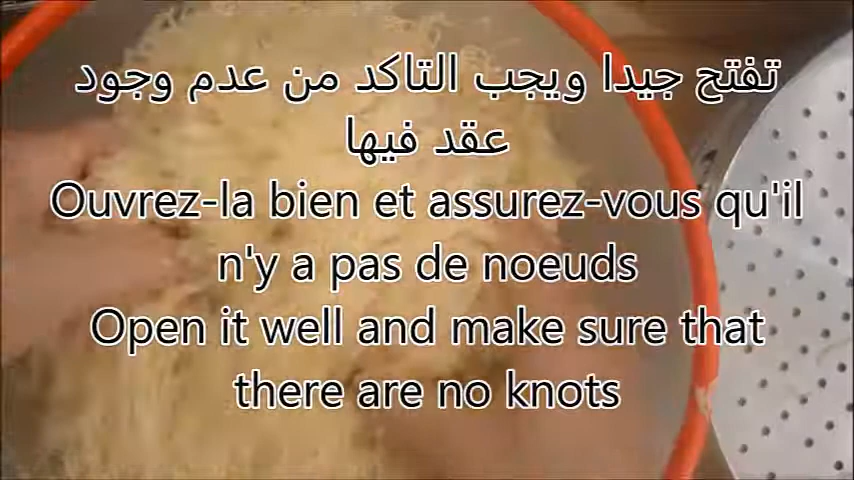 تفتح جيدا ويجب التاكد من عدم وجود
عقد فيها
Ouvrez-la bien et assurez-vous qu'il
n'y a pas de noeuds
Open it well and make sure that
there are no knots